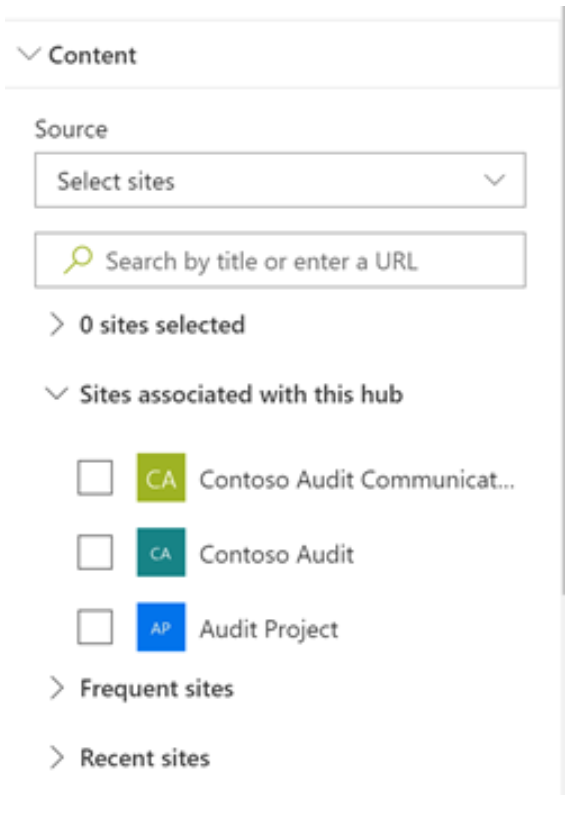 Content
Source
Select sites
Search by title or enter a URL
0 sites selected
Sites associated with this hub
CA Contoso Audit Communicat...
CA Contoso Audit
AP Audit Project
Frequent sites
Recent sites